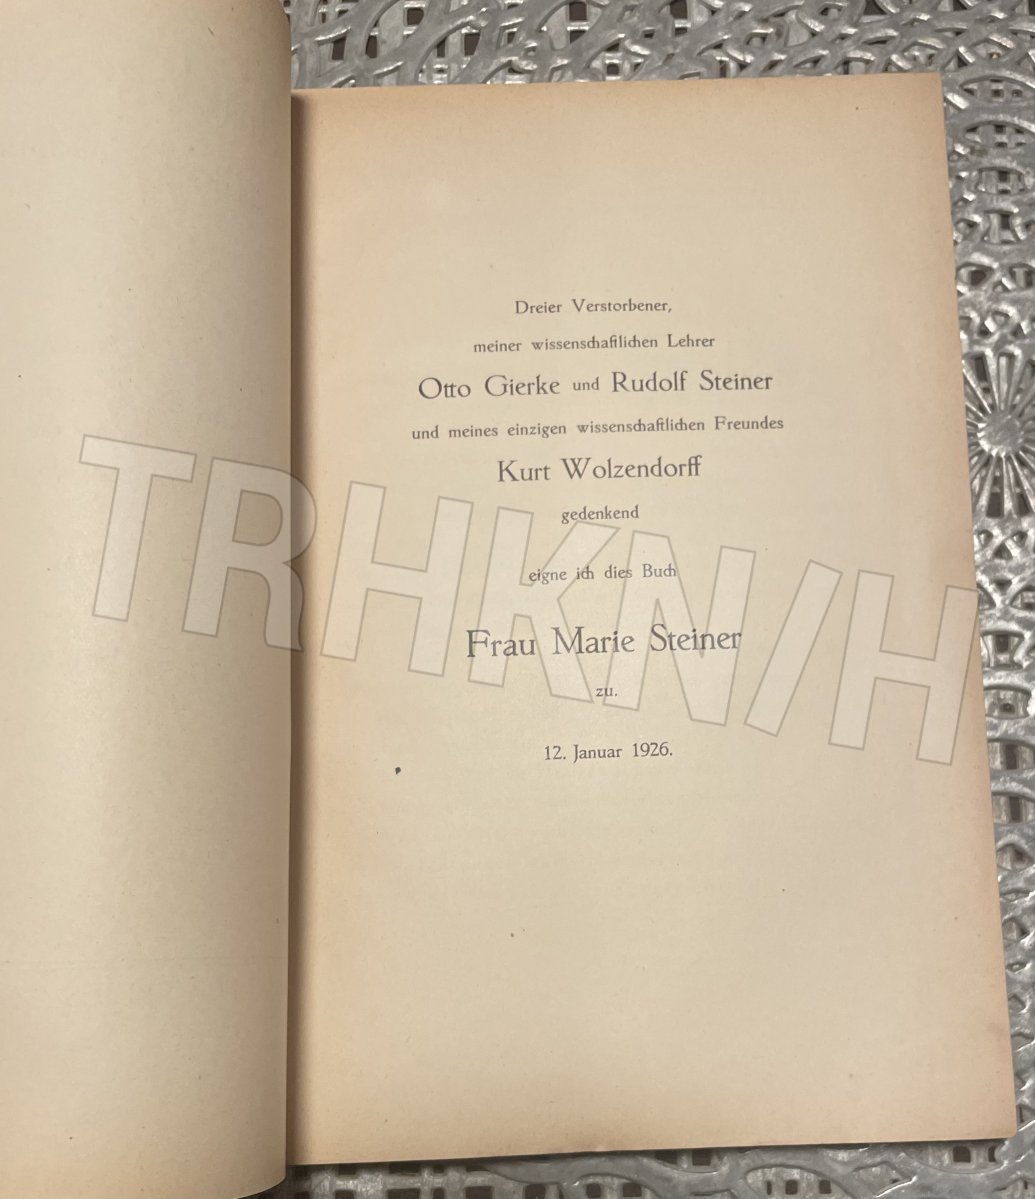 Dreier Verstorbener,
meiner wissenschaftlichen Lehrer
Otto Gierke und Rudolf Steiner
und meines einzigen wissenschaftlichen Freundes
Kurt Wolzendorff
gedenkend
eigne ich dies Buch
Frau Marie Steiner
zu.
12. Januar 1926.
TRHKN/H